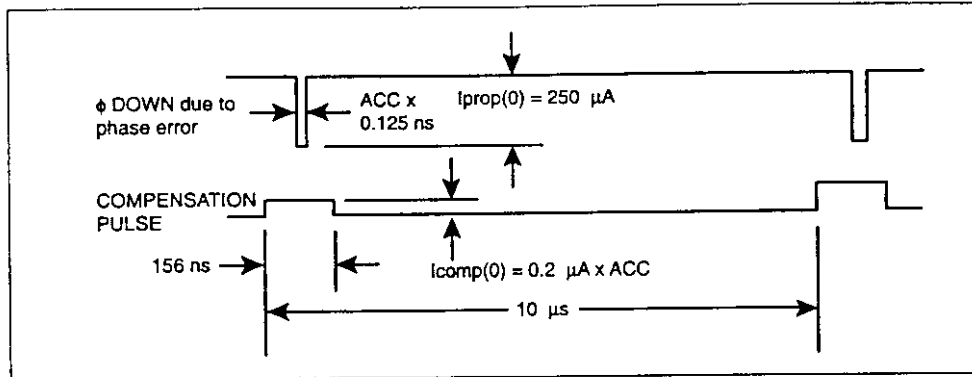 ϕ DOWN due to
phase error
ACC x
0.125 ns
Iprop(0) = 250 µA
COMPENSATION
PULSE
156 ns
Icomp(0) = 0.2 µA x ACC
10 µs